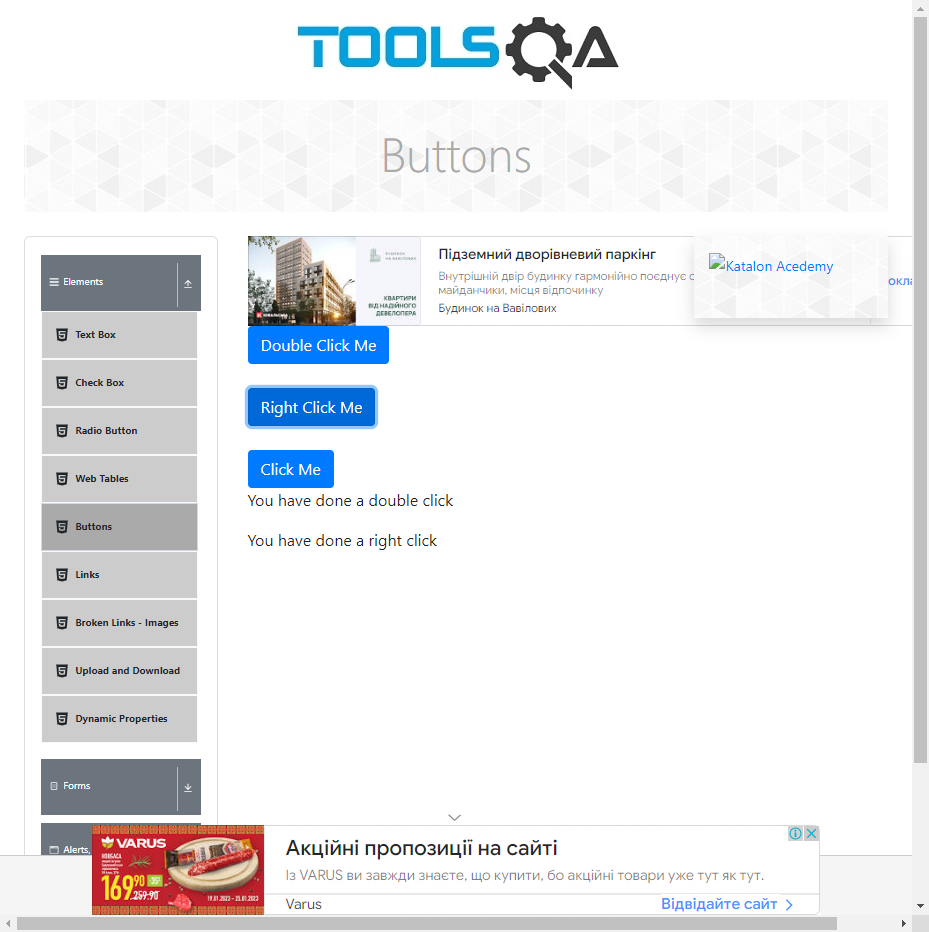 TOOLSQA
Buttons
Elements
Text Box
Check Box
Radio Button
Web Tables
Buttons
Links
Broken Links - Images
Upload and Download
Dynamic Properties
Forms
Alerts,
БУДИНОК
НА ВАВІЛОВИХ
КВАРТИРИ
ВІД НАДІЙНОГО
ДЕВЕЛОПЕРА
Підземний дворівневий паркінг
Внутрішній двір будинку гармонійно поєднує с
майданчики, місця відпочинку
Будинок на Вавілових
Katalon Acedemy
окла
Double Click Me
Right Click Me
Click Me
You have done a double click
You have done a right click
VARUS
КОВБАСА
169 90
259.90
19.01.2023 - 25.01.2023
Акційні пропозиції на сайті
Із VARUS ви завжди знаєте, що купити, бо акційні товари уже тут як тут.
Varus
Відвідайте сайт